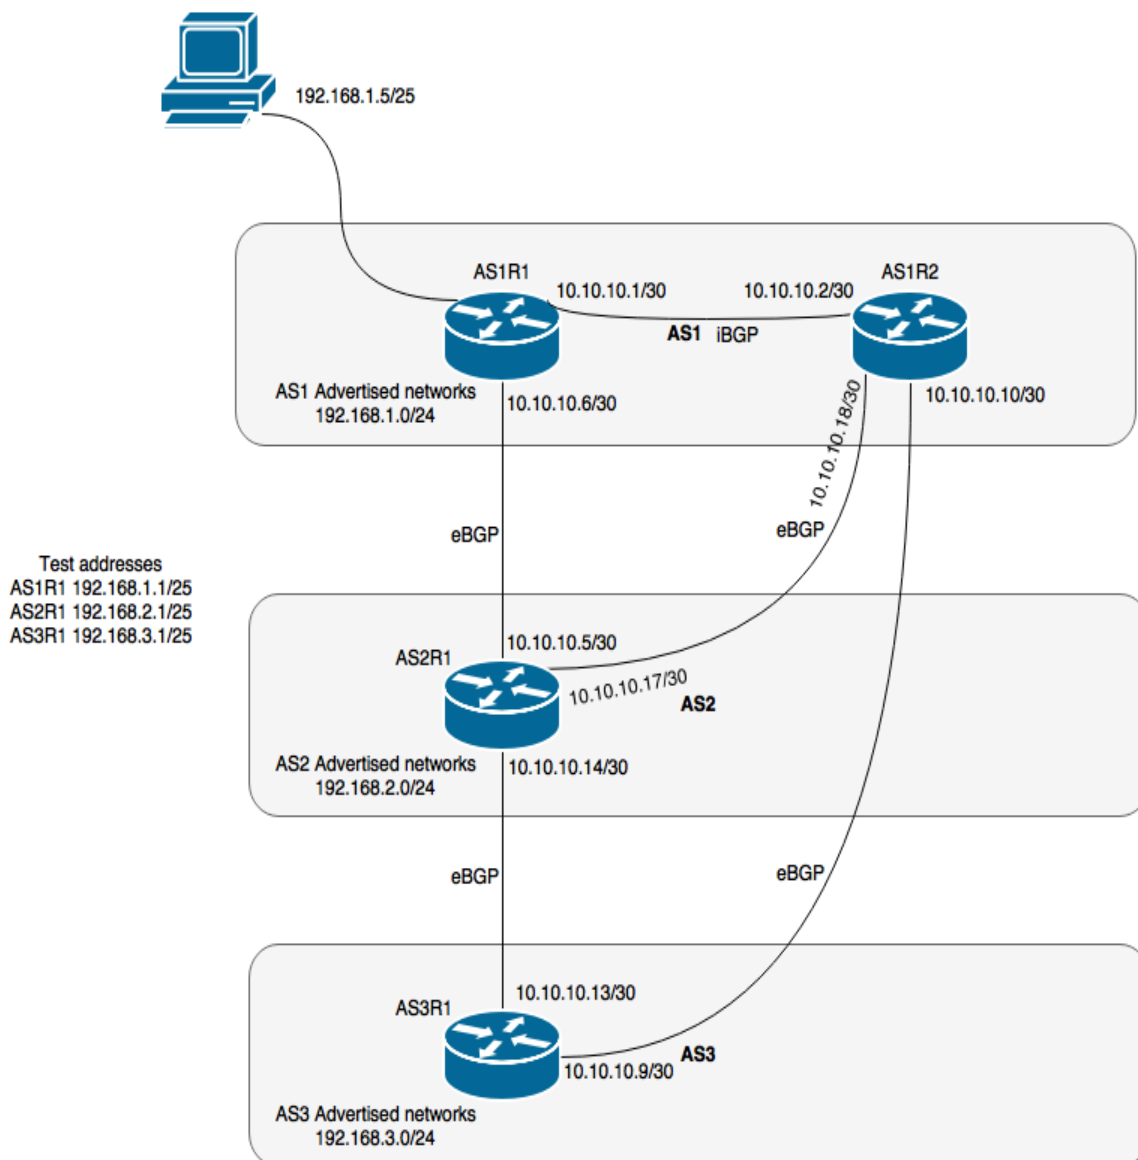 192.168.1.5/25
AS1R1
AS1R2
10.10.10.1/30
10.10.10.2/30
AS1 iBGP
AS1 Advertised networks
192.168.1.0/24
10.10.10.6/30
10.10.10.18/30
10.10.10.10/30
eBGP
eBGP
Test addresses
AS1R1 192.168.1.1/25
AS2R1 192.168.2.1/25
AS3R1 192.168.3.1/25
10.10.10.5/30
AS2R1
10.10.10.17/30
AS2
AS2 Advertised networks
192.168.2.0/24
10.10.10.14/30
eBGP
eBGP
10.10.10.13/30
AS3R1
AS3
10.10.10.9/30
AS3 Advertised networks
192.168.3.0/24